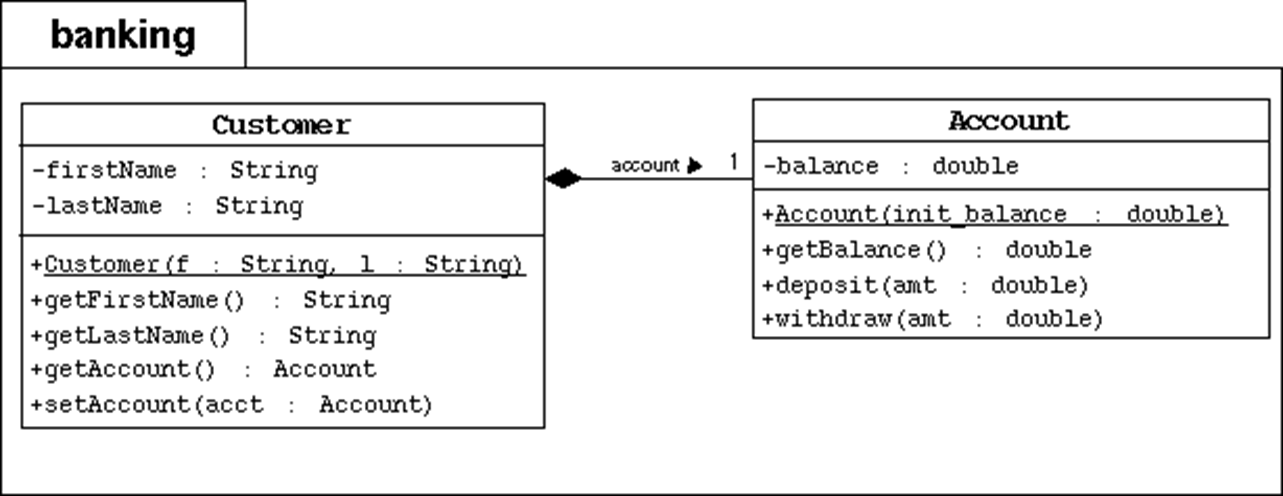 banking
Customer
-firstName : String
-lastName : String
+Customer(f : String, l : String)
+getFirstName() : String
+getLastName() : String
+getAccount() : Account
+setAccount(acct : Account)
account
1
Account
-balance : double
+Account(init_balance : double)
+getBalance() : double
+deposit(amt : double)
+withdraw(amt : double)